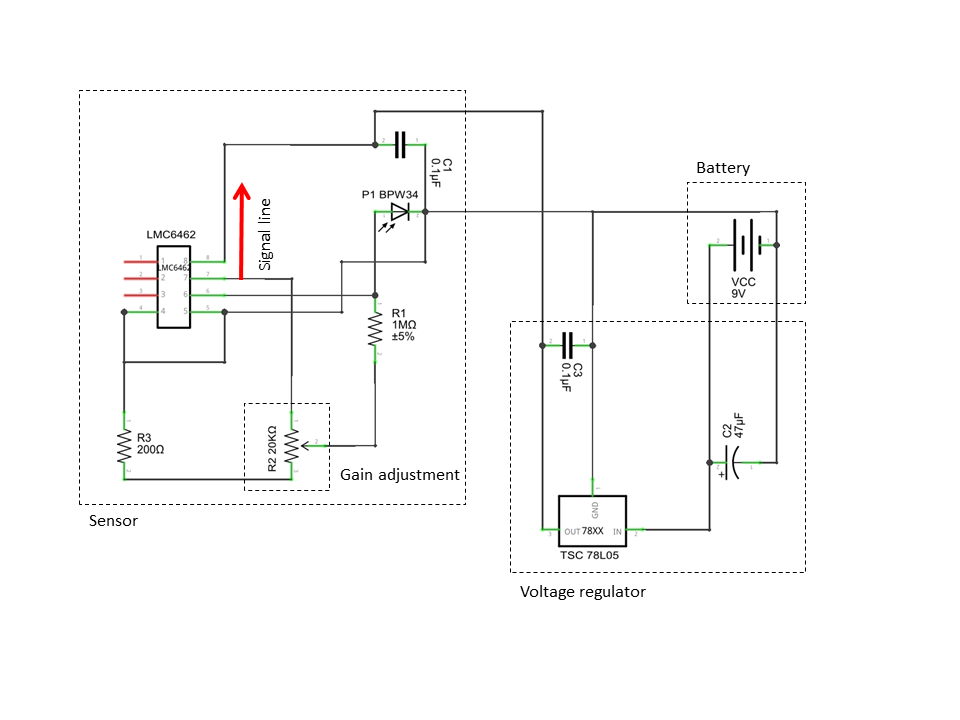 Battery
C1
0.1µF
P1 BPW34
Signal line
LMC6462
LMC6462
1
2
3
4
8
7
6
5
VCC
9V
R1
1MΩ
±5%
C3
0.1µF
R3
200Ω
R2 20KΩ
C2
47µF
+
Gain adjustment
Sensor
GND
OUT
78XX
IN
TSC 78L05
Voltage regulator